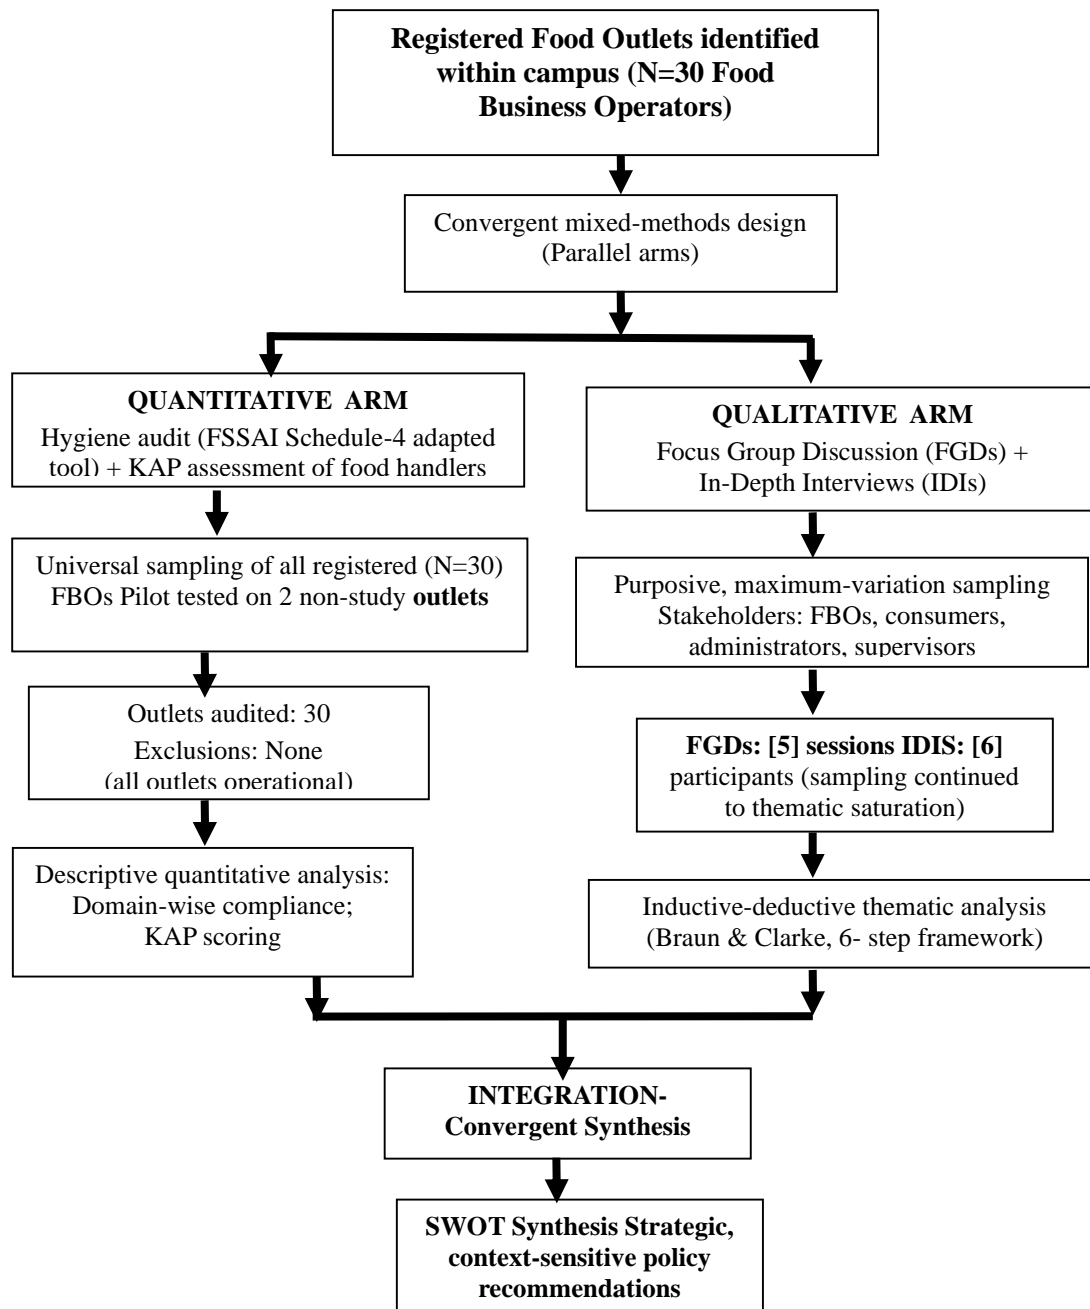 Registered Food Outlets identified
within campus (N=30 Food
Business Operators)
Convergent mixed-methods design
(Parallel arms)
QUANTITATIVE ARM
Hygiene audit (FSSAI Schedule-4 adapted
tool) + KAP assessment of food handlers
QUALITATIVE ARM
Focus Group Discussion (FGDs) +
In-Depth Interviews (IDIs)
Universal sampling of all registered (N=30)
FBOs Pilot tested on 2 non-study outlets
Purposive, maximum-variation sampling
Stakeholders: FBOs, consumers,
administrators, supervisors
Outlets audited: 30
Exclusions: None
(all outlets operational)
FGDs: [5] sessions IDIS: [6]
participants (sampling continued
to thematic saturation)
Descriptive quantitative analysis:
Domain-wise compliance;
KAP scoring
Inductive-deductive thematic analysis
(Braun & Clarke, 6- step framework)
INTEGRATION-
Convergent Synthesis
SWOT Synthesis Strategic,
context-sensitive policy
recommendations